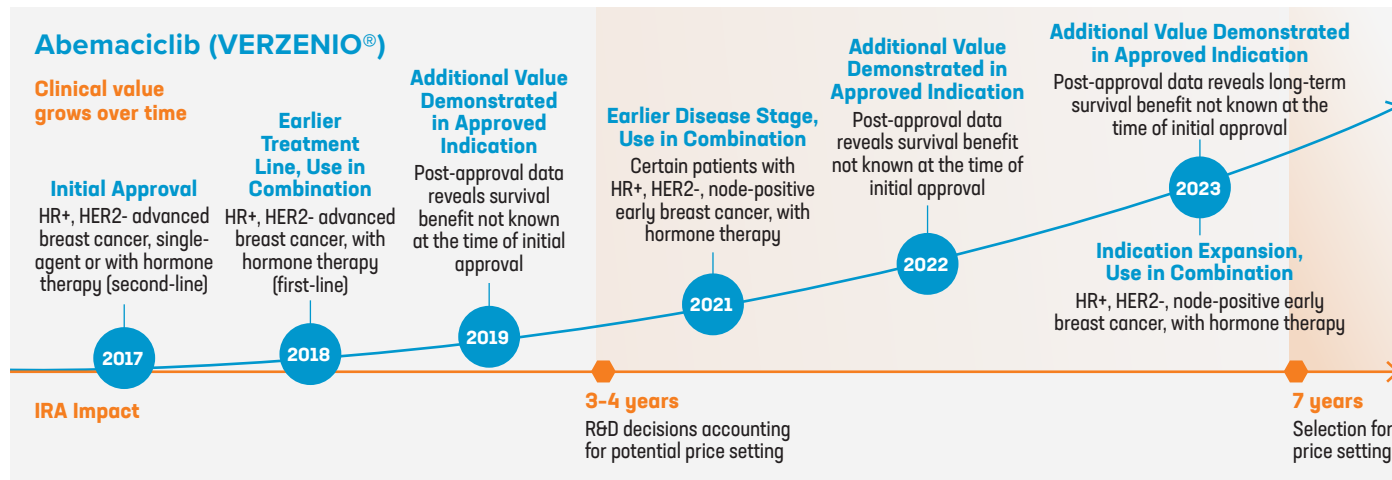 Abemaciclib (VERZENIO®)
Clinical value
grows over time
Initial Approval
HR+, HER2- advanced
breast cancer, single-
agent or with hormone
therapy (second-line)
2017
Earlier
Treatment
Line, Use in
Combination
HR+, HER2- advanced
breast cancer, with
hormone therapy
(first-line)
2018
Additional Value
Demonstrated
in Approved
Indication
Post-approval data
reveals survival
benefit not known
at the time of initial
approval
2019
Earlier Disease Stage,
Use in Combination
Certain patients with
HR+, HER2-, node-positive
early breast cancer, with
hormone therapy
2021
Additional Value
Demonstrated in
Approved Indication
Post-approval data
reveals survival benefit
not known at the time of
initial approval
2022
Additional Value Demonstrated
in Approved Indication
Post-approval data reveals long-term
survival benefit not known at the
time of initial approval
2023
Indication Expansion,
Use in Combination
HR+, HER2-, node-positive early
breast cancer, with hormone therapy
IRA Impact
3-4 years
R&D decisions accounting
for potential price setting
7 years
Selection for
price setting